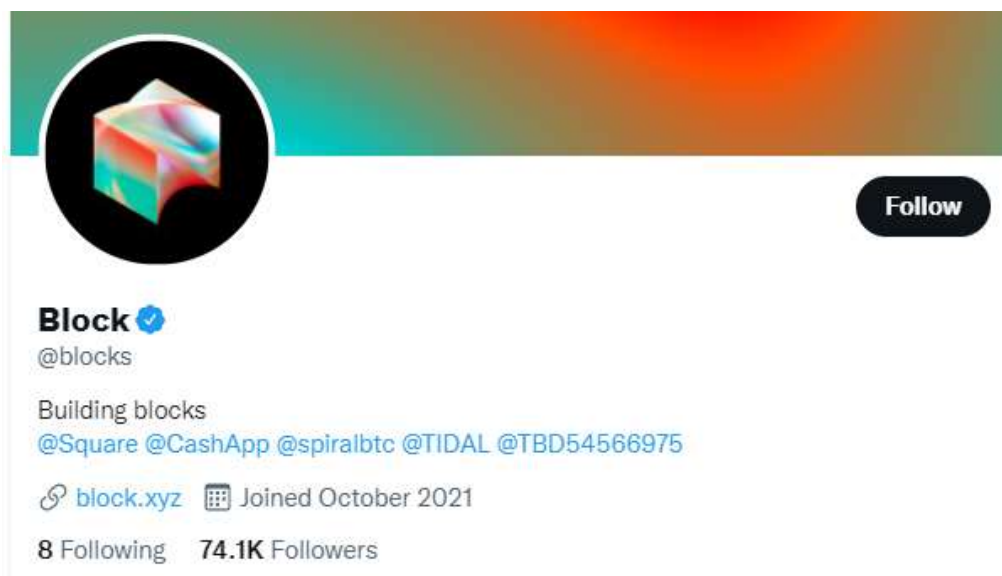 Follow
Block
@blocks
Building blocks
@Square @CashApp @spiralbtc @TIDAL @TBD54566975
block.xyz Joined October 2021
8 Following 74.1K Followers